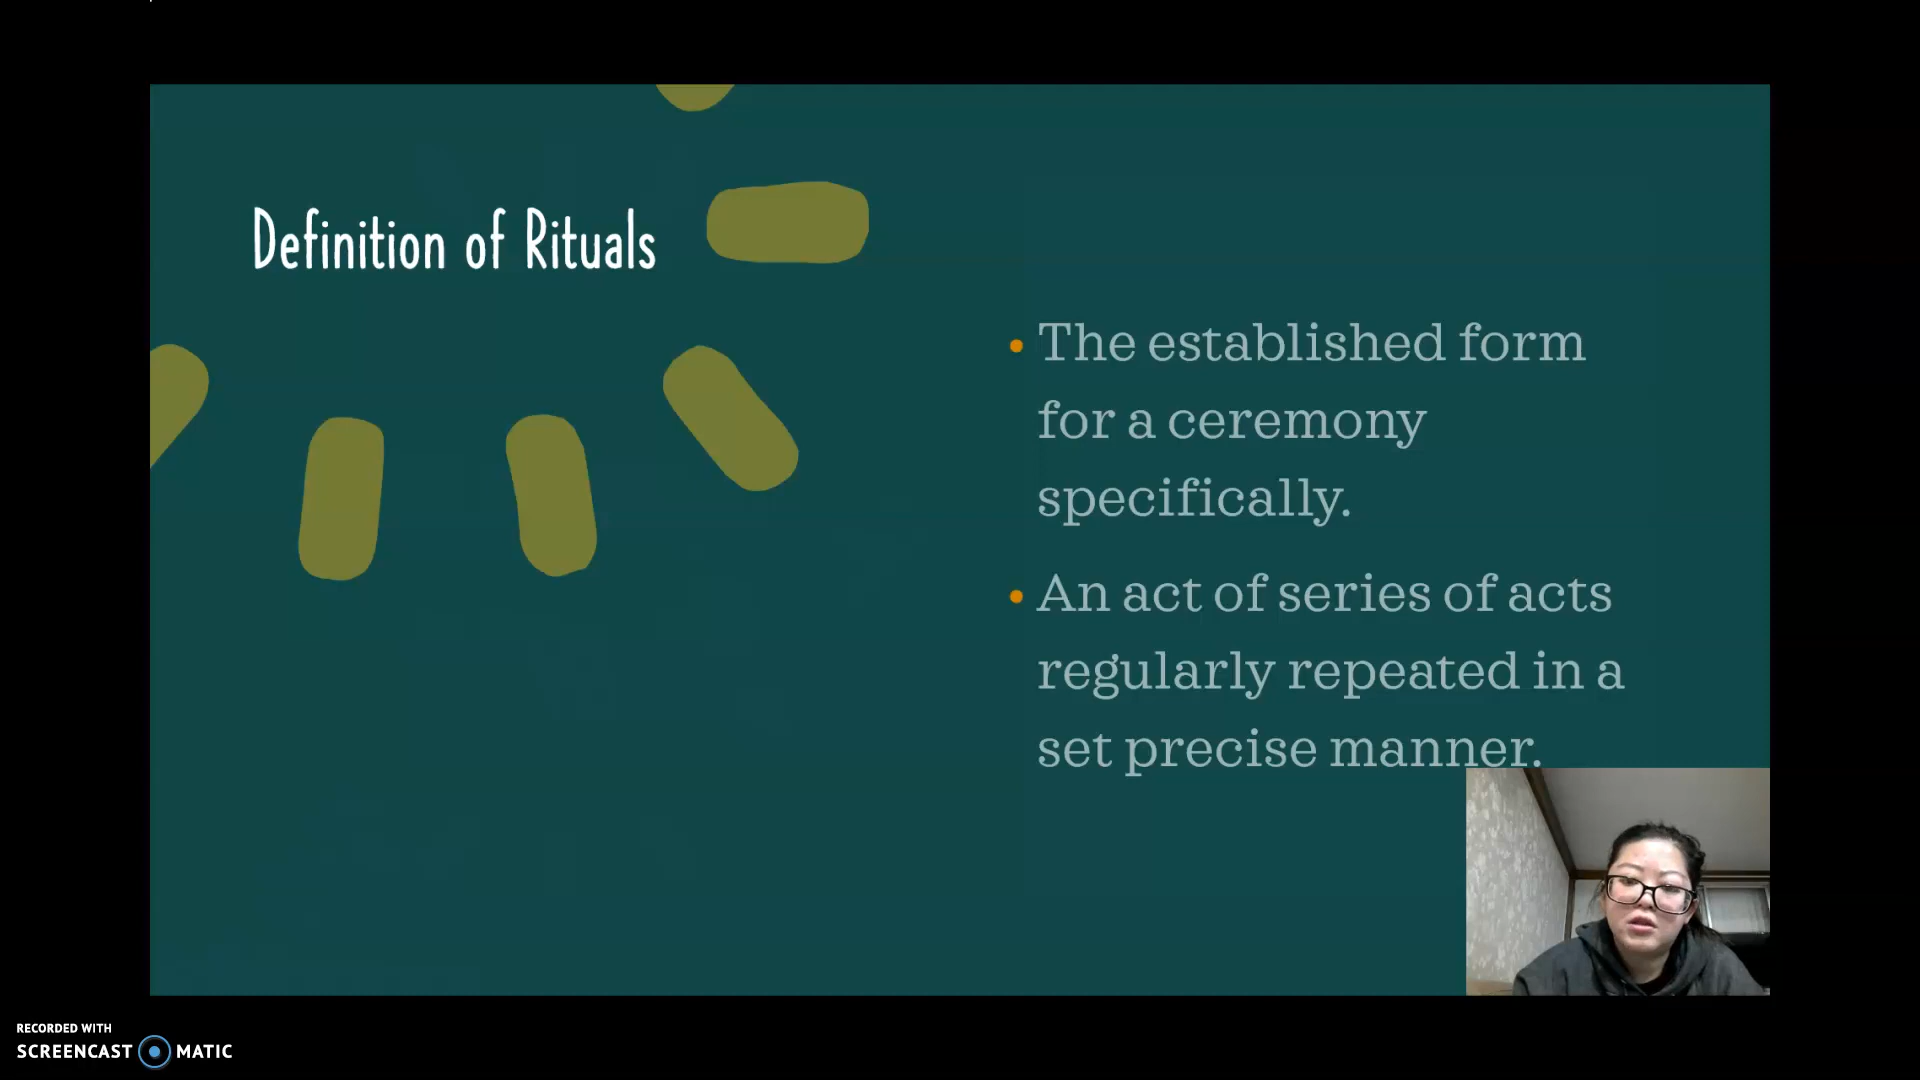 Definition of Rituals
The established form
for a ceremony
specifically.
An act of series of acts
regularly repeated in a
set precise manner.
RECORDED WITH
SCREENCAST MATIC